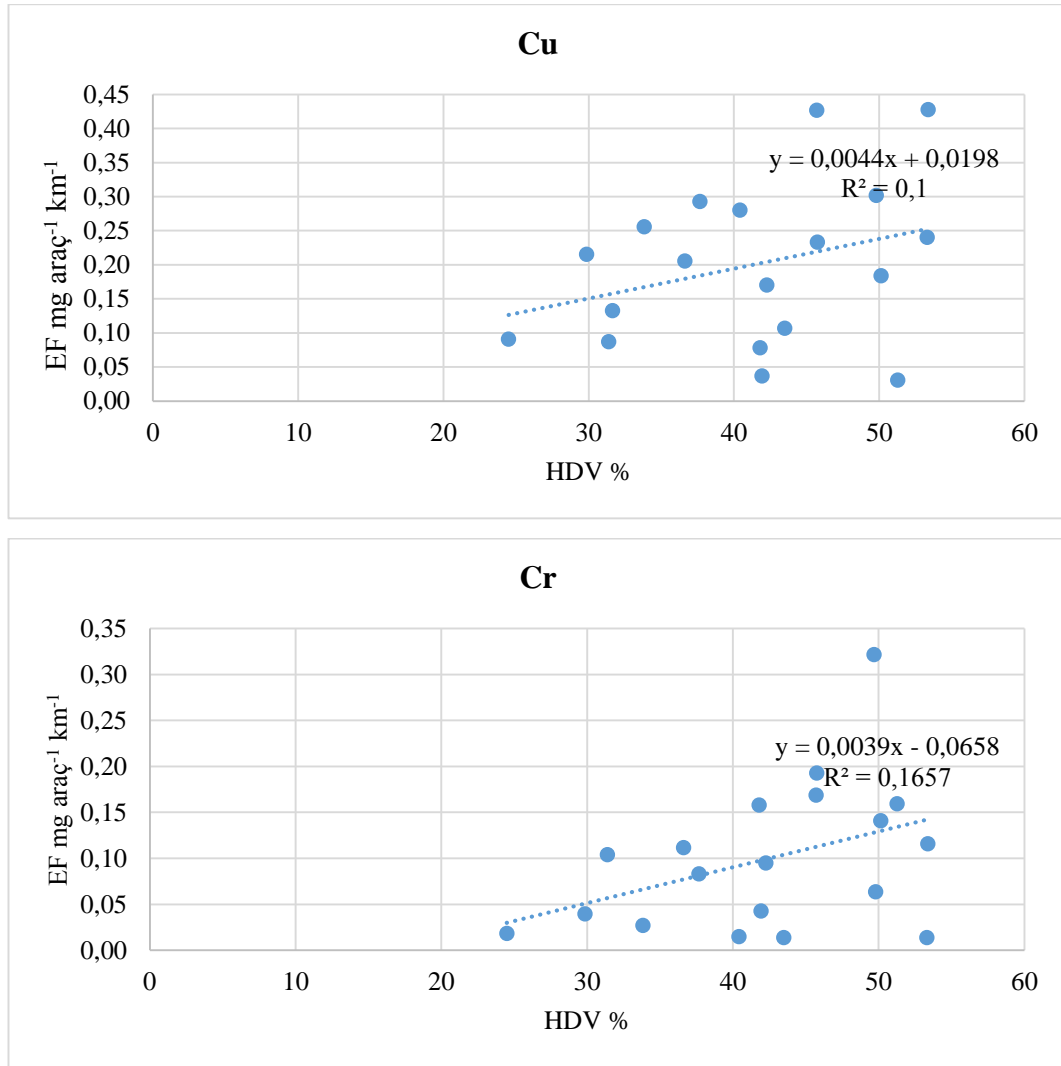 Cu
0,45
0,40
0,35
0,30
0,25
0,20
0,15
0,10
0,05
0,00
EF mg araç⁻¹ km⁻¹
y = 0,0044x + 0,0198
R² = 0,1
0 10 20 30 40 50 60
HDV %
Cr
0,35
0,30
0,25
0,20
0,15
0,10
0,05
0,00
EF mg araç⁻¹ km⁻¹
y = 0,0039x - 0,0658
R² = 0,1657
0 10 20 30 40 50 60
HDV %